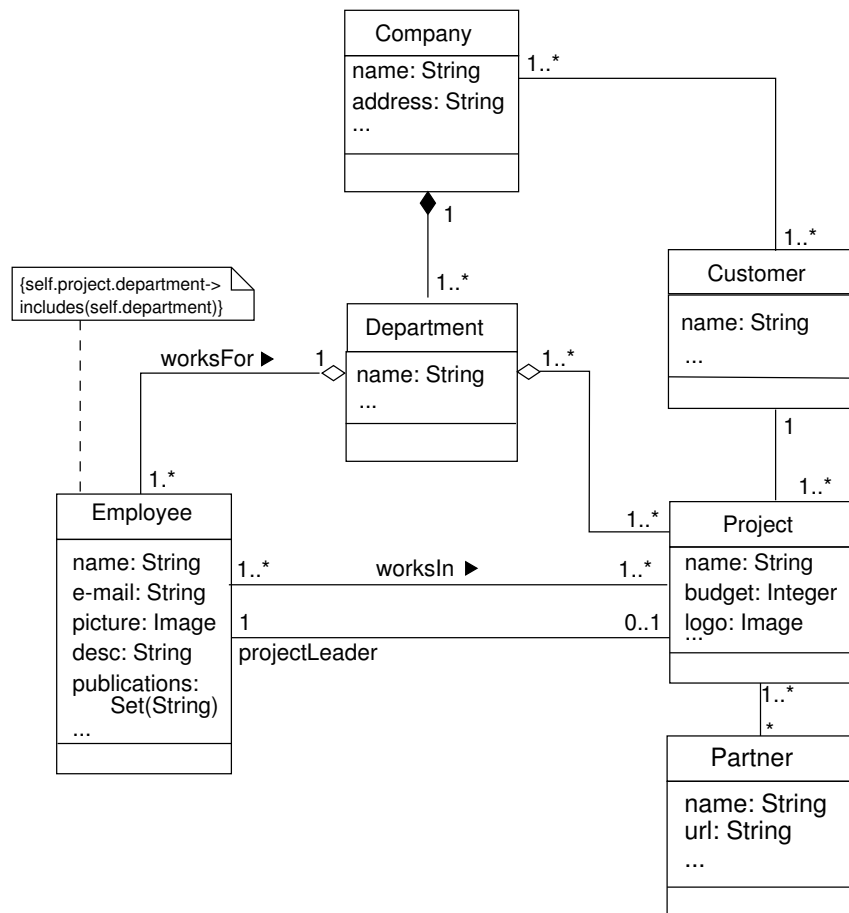 Company
name: String
address: String
...
1..*
1
1..*
1..*
Customer
name: String
...
{self.project.department->
includes(self.department)}
Department
name: String
...
worksFor ▶
1
1..*
1.*
1
1..*
1..*
Employee
name: String
e-mail: String
picture: Image
desc: String
publications:
Set(String)
...
1..*
worksIn ▶
1..*
1
projectLeader
0..1
Project
name: String
budget: Integer
logo: Image
...
1..*
*
Partner
name: String
url: String
...